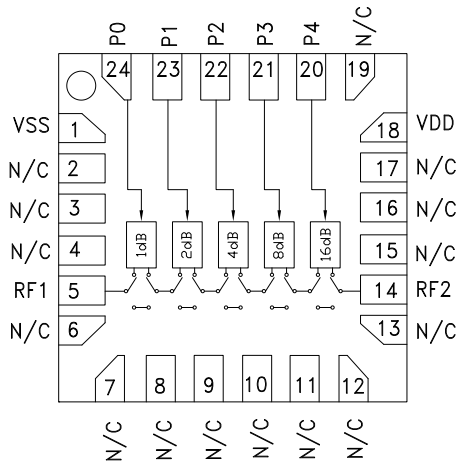 P0 P1 P2 P3 P4 N/C
24 23 22 21 20 19
VSS 1 18 VDD
N/C 2 17 N/C
N/C 3 16 N/C
1dB 2dB 4dB 8dB 16dB
N/C 4 15 N/C
RF1 5 14 RF2
N/C 6 13 N/C
7 8 9 10 11 12
N/C N/C N/C N/C N/C N/C